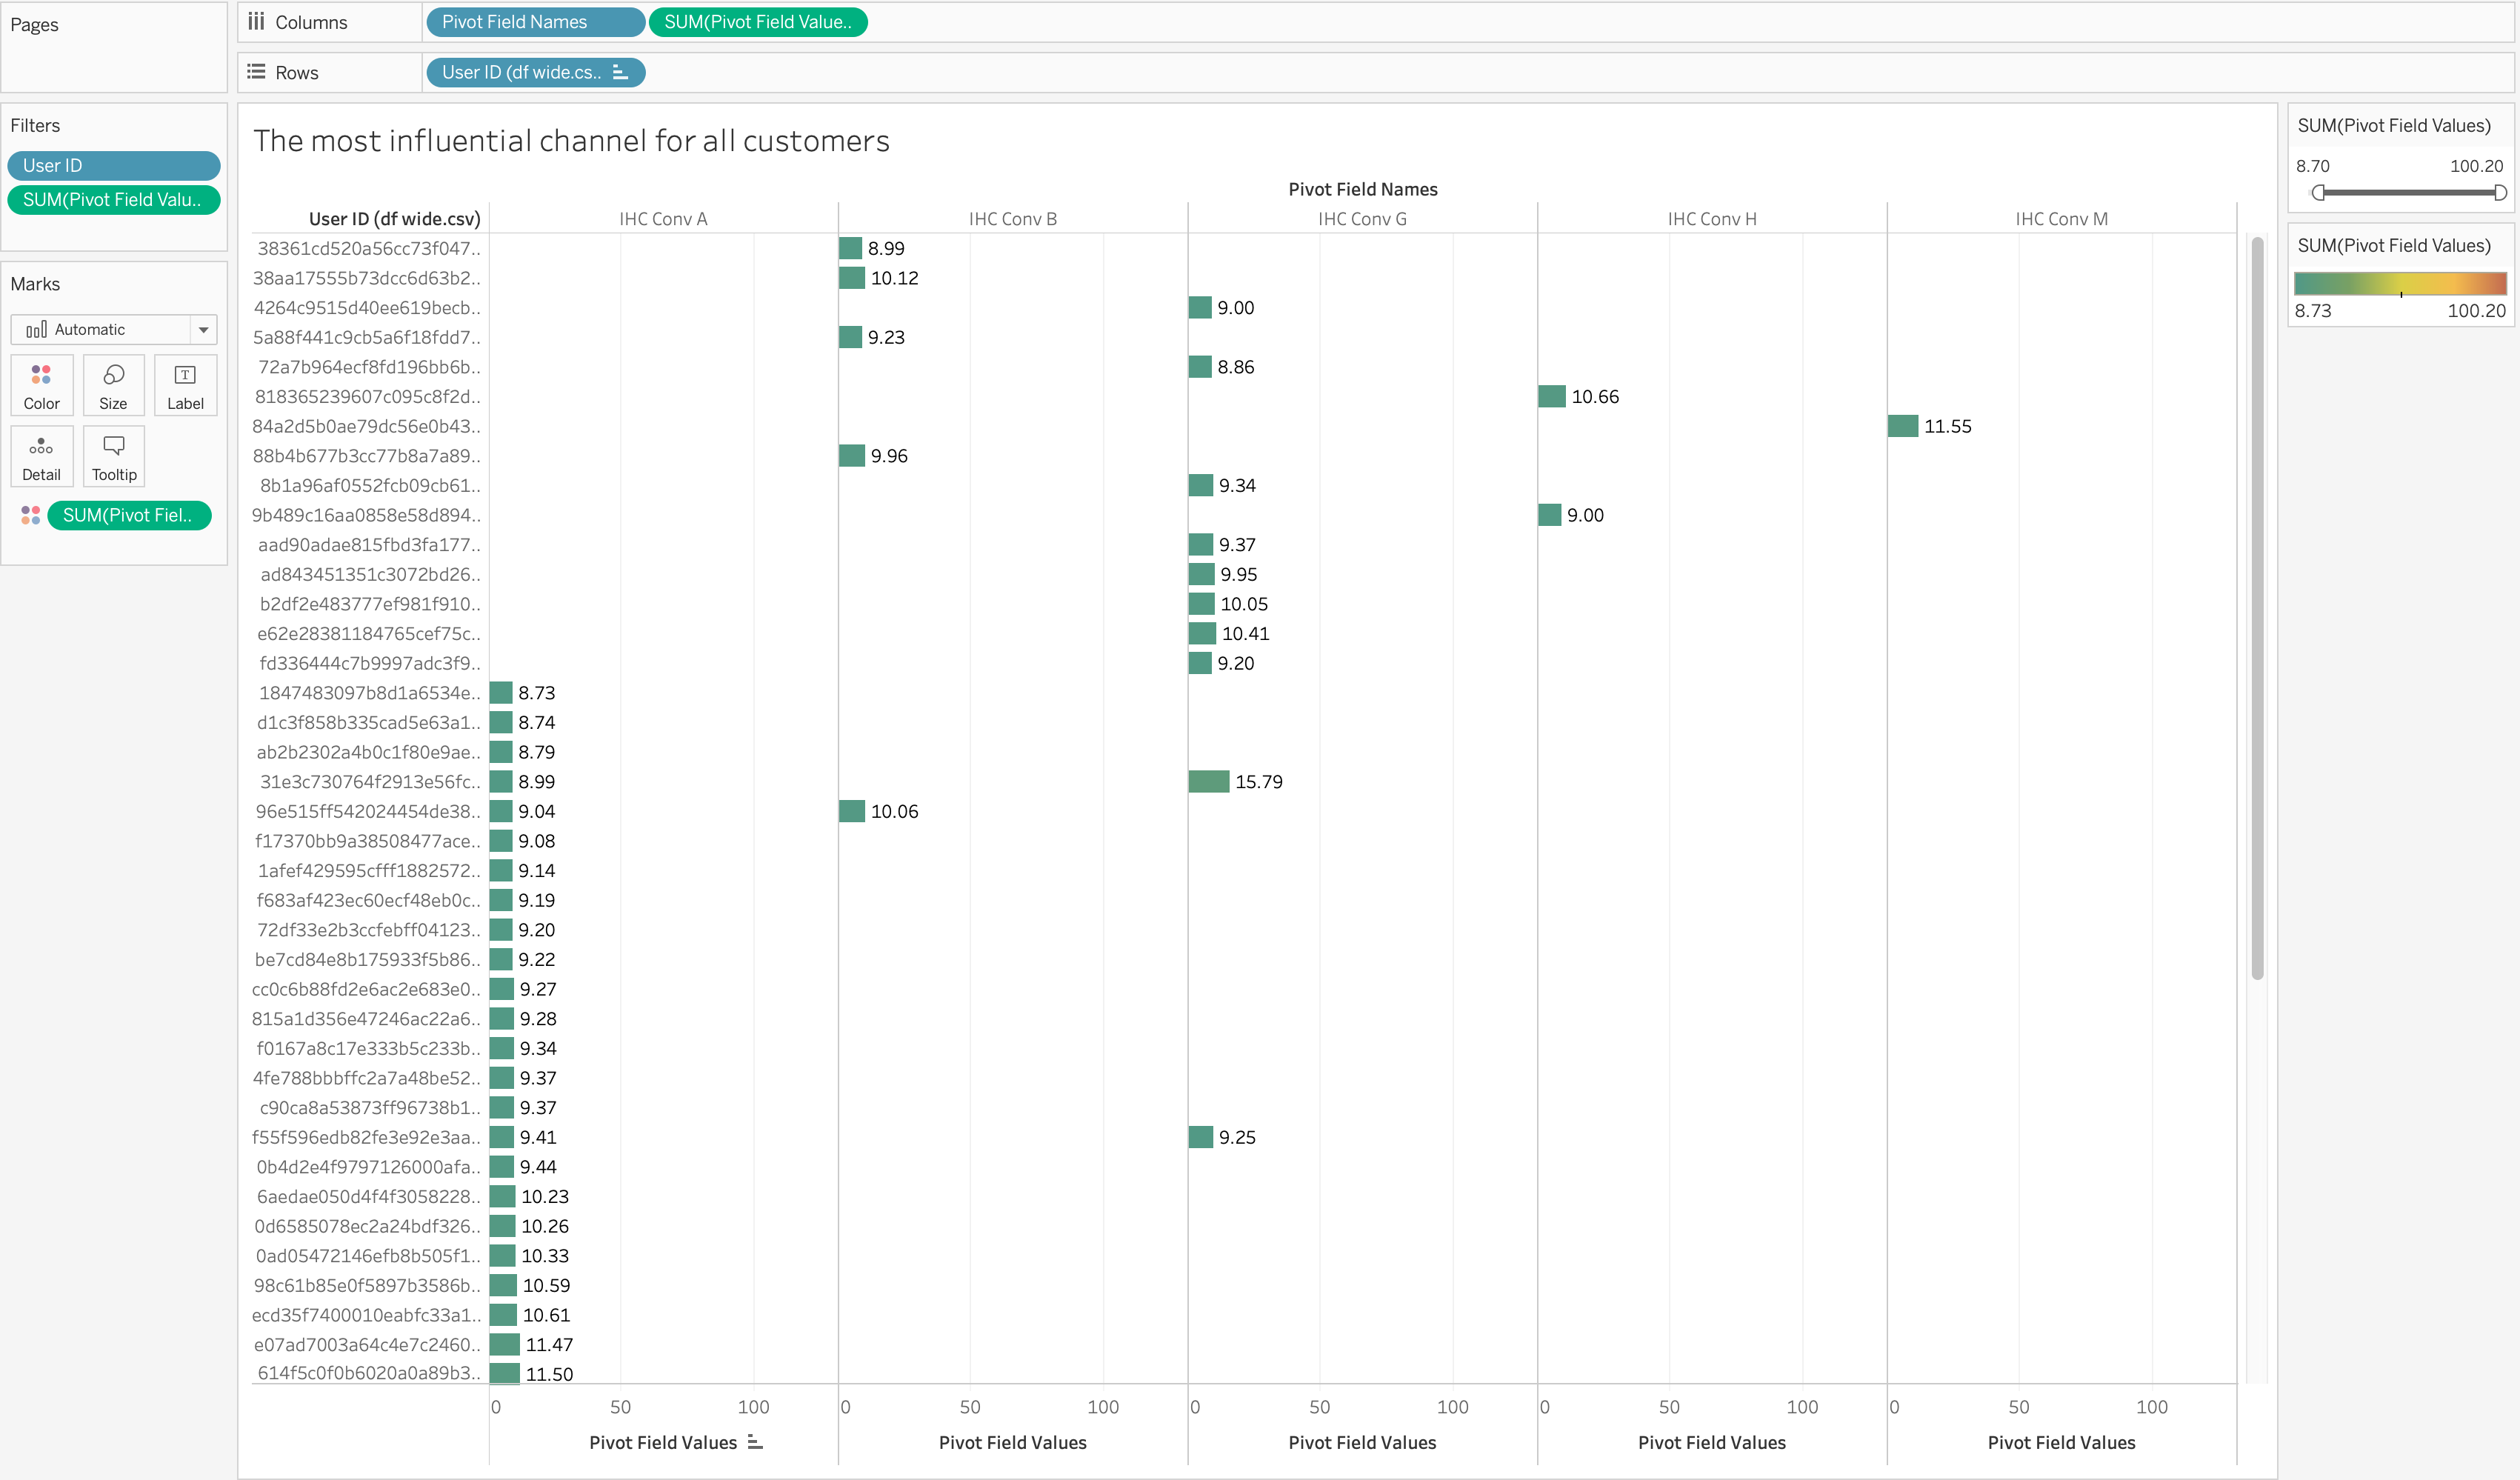 Pages
Columns Pivot Field Names SUM(Pivot Field Value..
Rows User ID (df wide.cs..
Filters
User ID
SUM(Pivot Field Valu..
Marks
Automatic
Color Size Label
Detail Tooltip
SUM(Pivot Fiel..
The most influential channel for all customers
Pivot Field Names
User ID (df wide.csv) IHC Conv A IHC Conv B IHC Conv G IHC Conv H IHC Conv M
38361cd520a56cc73f047.. 8.99
38aa17555b73dcc6d63b2.. 10.12
4264c9515d40ee619becb.. 9.00
5a88f441c9cb5a6f18fdd7.. 9.23
72a7b964ecf8fd196bb6b.. 8.86
818365239607c095c8f2d.. 10.66
84a2d5b0ae79dc56e0b43.. 11.55
88b4b677b3cc77b8a7a89.. 9.96
8b1a96af0552fcb09cb61.. 9.34
9b489c16aa0858e58d894.. 9.00
aad90adae815fbd3fa177.. 9.37
ad843451351c3072bd26.. 9.95
b2df2e483777ef981f910.. 10.05
e62e28381184765cef75c.. 10.41
fd336444c7b9997adc3f9.. 9.20
1847483097b8d1a6534e.. 8.73
d1c3f858b335cad5e63a1.. 8.74
ab2b2302a4b0c1f80e9ae.. 8.79
31e3c730764f2913e56fc.. 8.99 15.79
96e515ff542024454de38.. 9.04 10.06
f17370bb9a38508477ace.. 9.08
1afef429595cfff1882572.. 9.14
f683af423ec60ecf48eb0c.. 9.19
72df33e2b3ccfebff04123.. 9.20
be7cd84e8b175933f5b86.. 9.22
cc0c6b88fd2e6ac2e683e0.. 9.27
815a1d356e47246ac22a6.. 9.28
f0167a8c17e333b5c233b.. 9.34
4fe788bbbffc2a7a48be52.. 9.37
c90ca8a53873ff96738b1.. 9.37
f55f596edb82fe3e92e3aa.. 9.41 9.25
0b4d2e4f9797126000afa.. 9.44
6aedae050d4f4f3058228.. 10.23
0d6585078ec2a24bdf326.. 10.26
0ad05472146efb8b505f1.. 10.33
98c61b85e0f5897b3586b.. 10.59
ecd35f7400010eabfc33a1.. 10.61
e07ad7003a64c4e7c2460.. 11.47
614f5c0f0b6020a0a89b3.. 11.50
0 50 100 0 50 100 0 50 100 0 50 100 0 50 100
Pivot Field Values Pivot Field Values Pivot Field Values Pivot Field Values Pivot Field Values
SUM(Pivot Field Values)
8.70 100.20
SUM(Pivot Field Values)
8.73 100.20